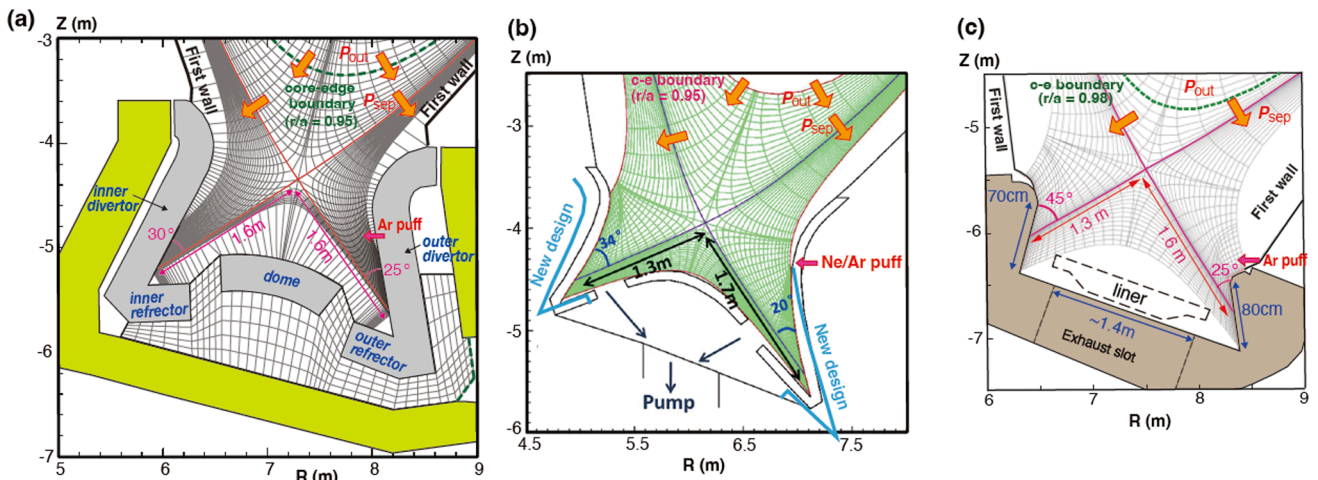 (a)
Z (m)
-3
-4
-5
-6
-7
5
6
7
8
9
R (m)
First wall
First wall
Pout
Psep
core-edge
boundary
(r/a = 0.95)
inner
divertor
30°
1.6m
1.6m
Ar puff
outer
divertor
25°
dome
inner
refrector
outer
refrector
(b)
Z (m)
-3
-4
-5
-6
4.5
5.5
6.5
7.5
R (m)
c-e boundary
(r/a = 0.95)
Pout
Psep
New design
34°
1.3m
1.7m
Ne/Ar puff
20°
New design
Pump
(c)
Z (m)
-5
-6
-7
6
7
8
9
R (m)
First wall
c-e boundary
(r/a = 0.98)
Pout
Psep
70cm
45°
1.3 m
1.6 m
First wall
25°
Ar puff
liner
80cm
~1.4m
Exhaust slot